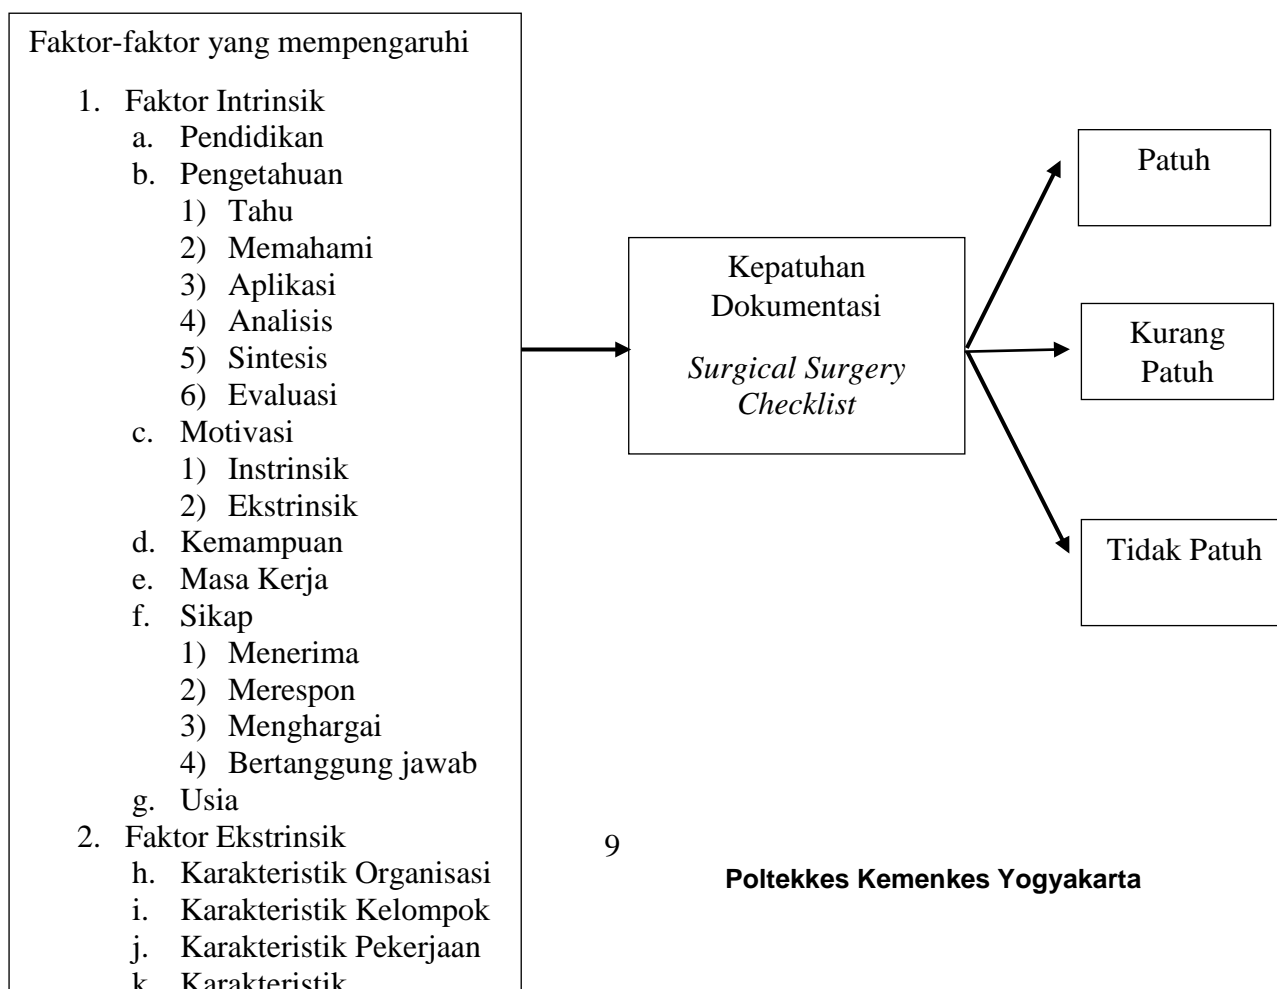 Faktor-faktor yang mempengaruhi
1. Faktor Intrinsik
a. Pendidikan
b. Pengetahuan
1) Tahu
2) Memahami
3) Aplikasi
4) Analisis
5) Sintesis
6) Evaluasi
c. Motivasi
1) Instrinsik
2) Ekstrinsik
d. Kemampuan
e. Masa Kerja
f. Sikap
1) Menerima
2) Merespon
3) Menghargai
4) Bertanggung jawab
g. Usia
2. Faktor Ekstrinsik
h. Karakteristik Organisasi
i. Karakteristik Kelompok
j. Karakteristik Pekerjaan
k. Karakteristik
Kepatuhan
Dokumentasi
Surgical Surgery
Checklist
Patuh
Kurang
Patuh
Tidak Patuh
9
Poltekkes Kemenkes Yogyakarta